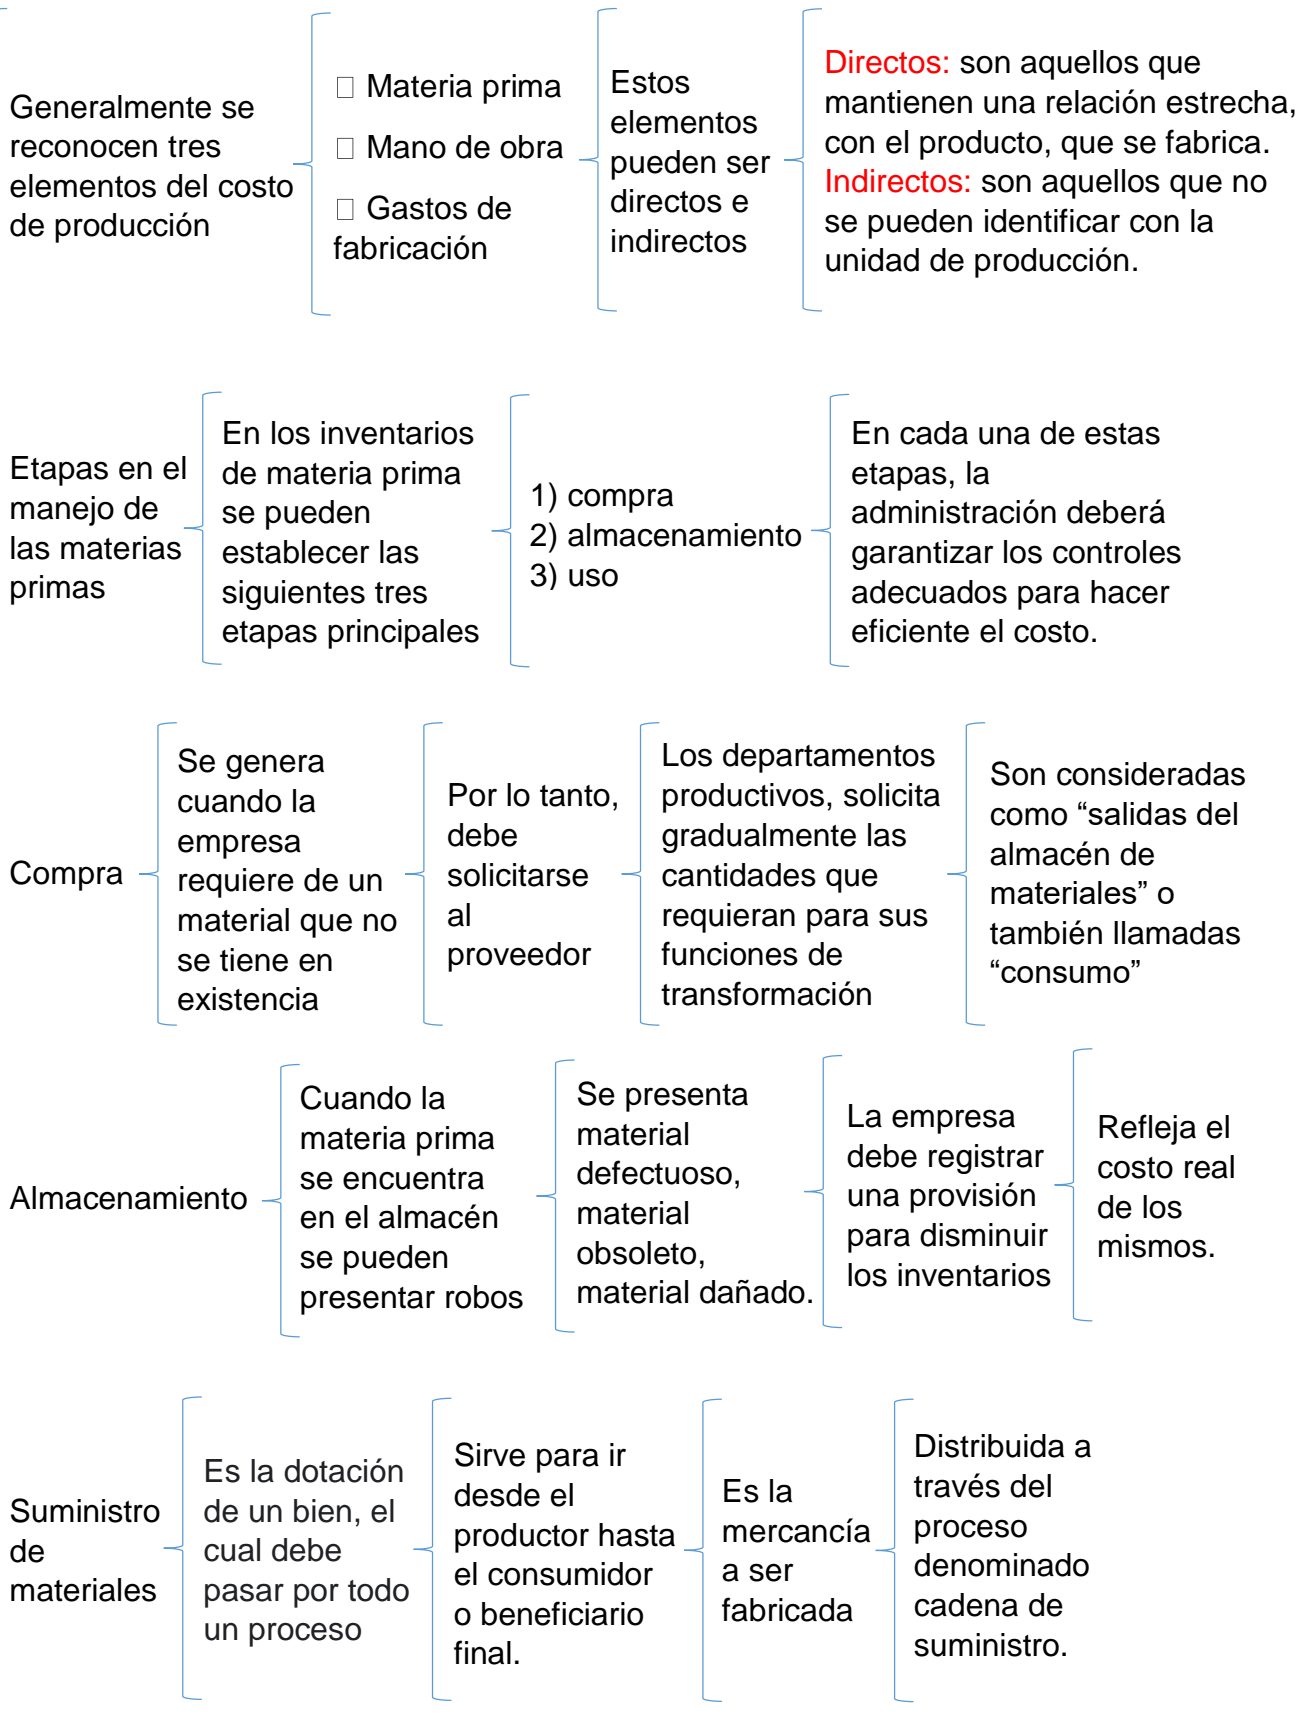 Generalmente se
reconocen tres
elementos del costo
de producción
□ Materia prima
□ Mano de obra
□ Gastos de
fabricación
Estos
elementos
pueden ser
directos e
indirectos
Directos: son aquellos que
mantienen una relación estrecha,
con el producto, que se fabrica.
Indirectos: son aquellos que no
se pueden identificar con la
unidad de producción.
Etapas en el
manejo de
las materias
primas
En los inventarios
de materia prima
se pueden
establecer las
siguientes tres
etapas principales
1) compra
2) almacenamiento
3) uso
En cada una de estas
etapas, la
administración deberá
garantizar los controles
adecuados para hacer
eficiente el costo.
Compra
Se genera
cuando la
empresa
requiere de un
material que no
se tiene en
existencia
Por lo tanto,
debe
solicitarse
al
proveedor
Los departamentos
productivos, solicita
gradualmente las
cantidades que
requieran para sus
funciones de
transformación
Son consideradas
como “salidas del
almacén de
materiales” o
también llamadas
“consumo”
Almacenamiento
Cuando la
materia prima
se encuentra
en el almacén
se pueden
presentar robos
Se presenta
material
defectuoso,
material
obsoleto,
material dañado.
La empresa
debe registrar
una provisión
para disminuir
los inventarios
Refleja el
costo real
de los
mismos.
Suministro
de
materiales
Es la dotación
de un bien, el
cual debe
pasar por todo
un proceso
Sirve para ir
desde el
productor hasta
el consumidor
o beneficiario
final.
Es la
mercancía
a ser
fabricada
Distribuida a
través del
proceso
denominado
cadena de
suministro.